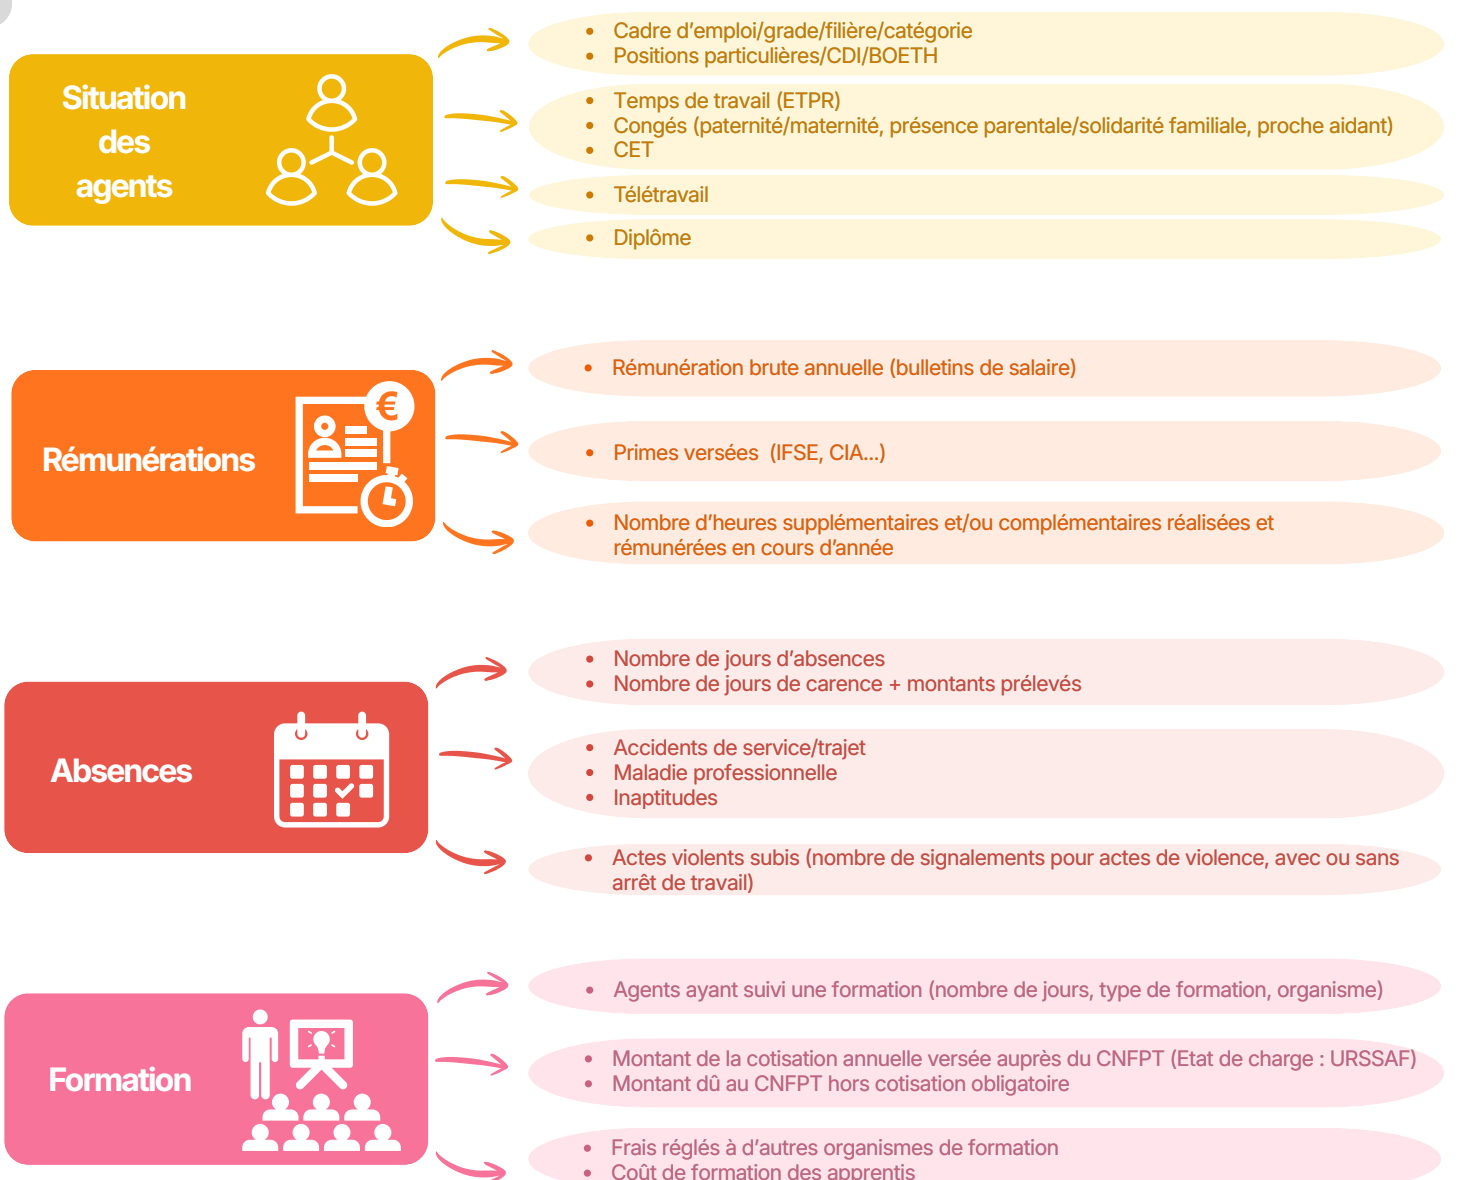 Situation
des
agents
• Cadre d’emploi/grade/filière/catégorie
• Positions particulières/CDI/BOETH
• Temps de travail (ETPR)
• Congés (paternité/maternité, présence parentale/solidarité familiale, proche aidant)
• CET
• Télétravail
• Diplôme
Rémunérations
€
• Rémunération brute annuelle (bulletins de salaire)
• Primes versées (IFSE, CIA...)
• Nombre d’heures supplémentaires et/ou complémentaires réalisées et
rémunérées en cours d’année
Absences
• Nombre de jours d’absences
• Nombre de jours de carence + montants prélevés
• Accidents de service/trajet
• Maladie professionnelle
• Inaptitudes
• Actes violents subis (nombre de signalements pour actes de violence, avec ou sans
arrêt de travail)
Formation
• Agents ayant suivi une formation (nombre de jours, type de formation, organisme)
• Montant de la cotisation annuelle versée auprès du CNFPT (Etat de charge : URSSAF)
• Montant dû au CNFPT hors cotisation obligatoire
• Frais réglés à d’autres organismes de formation
• Coût de formation des apprentis